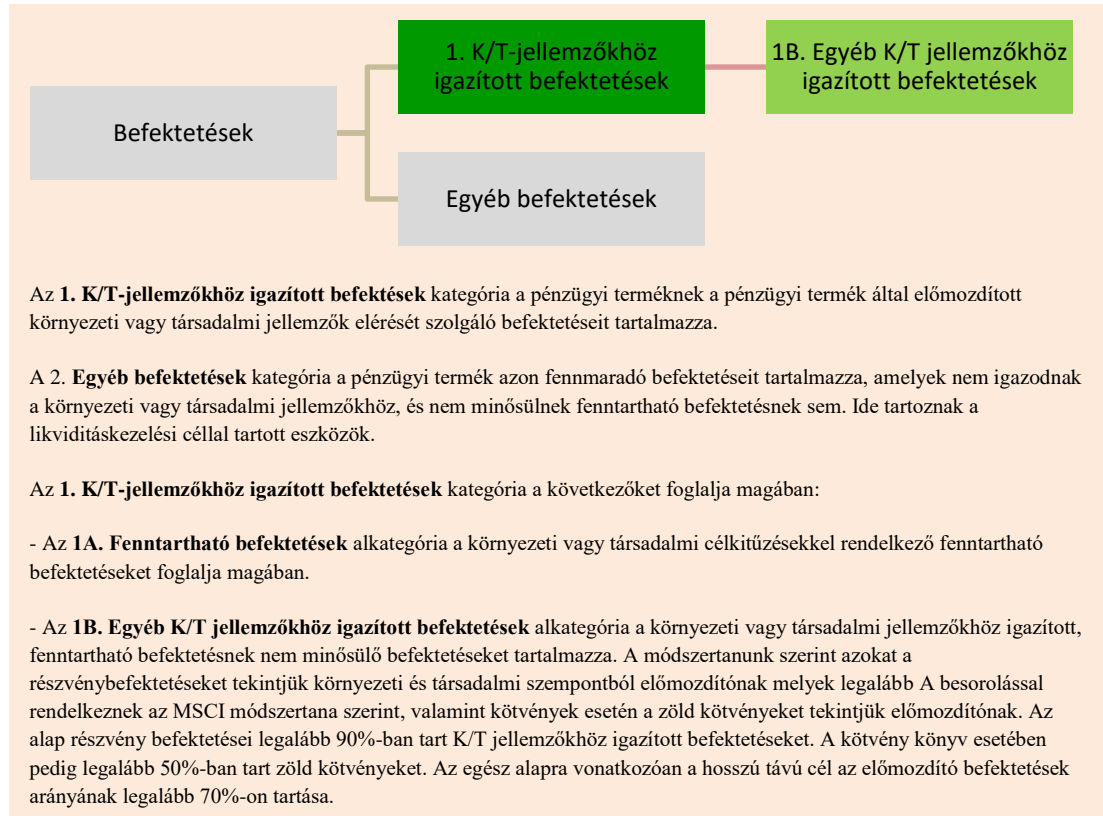 1. K/T-jellemzőkhöz
igazított befektetések
1B. Egyéb K/T jellemzőkhöz
igazított befektetések
Befektetések
Egyéb befektetések
Az 1. K/T-jellemzőkhöz igazított befektések kategória a pénzügyi terméknek a pénzügyi termék által előmozdított
környezeti vagy társadalmi jellemzők elérését szolgáló befektetéseit tartalmazza.
A 2. Egyéb befektetések kategória a pénzügyi termék azon fennmaradó befektetéseit tartalmazza, amelyek nem igazodnak
a környezeti vagy társadalmi jellemzőkhöz, és nem minősülnek fenntartható befektetésnek sem. Ide tartoznak a
likviditáskezelési céllal tartott eszközök.
Az 1. K/T-jellemzőkhöz igazított befektetések kategória a következőket foglalja magában:
- Az 1A. Fenntartható befektetések alkategória a környezeti vagy társadalmi célkitűzésekkel rendelkező fenntartható
befektetéseket foglalja magában.
- Az 1B. Egyéb K/T jellemzőkhöz igazított befektetések alkategória a környezeti vagy társadalmi jellemzőkhöz igazított,
fenntartható befektetésnek nem minősülő befektetéseket tartalmazza. A módszertanunk szerint azokat a
részvénybefektetéseket tekintjük környezeti és társadalmi szempontból előmozdítónak melyek legalább A besorolással
rendelkeznek az MSCI módszertana szerint, valamint kötvények esetén a zöld kötvényeket tekintjük előmozdítónak. Az
alap részvény befektetései legalább 90%-ban tart K/T jellemzőkhöz igazított befektetéseket. A kötvény könyv esetében
pedig legalább 50%-ban tart zöld kötvényeket. Az egész alapra vonatkozóan a hosszú távú cél az előmozdító befektetések
arányának legalább 70%-on tartása.